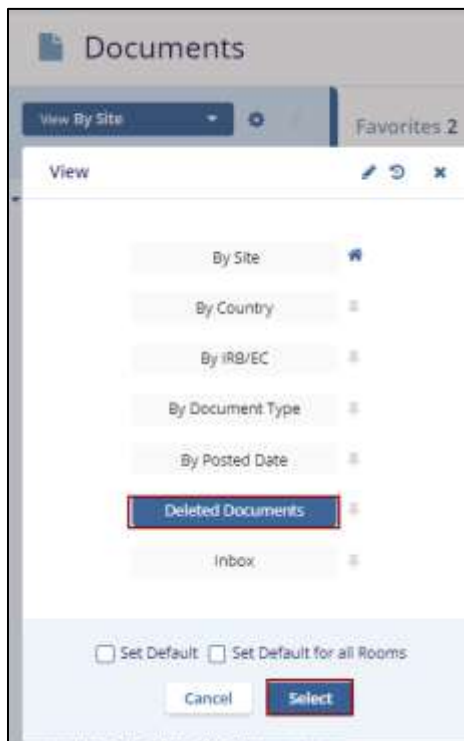 Documents
View By Site
Favorites 2
View
By Site
By Country
By IRB/EC
By Document Type
By Posted Date
Deleted Documents
Inbox
Set Default Set Default for all Rooms
Cancel Select